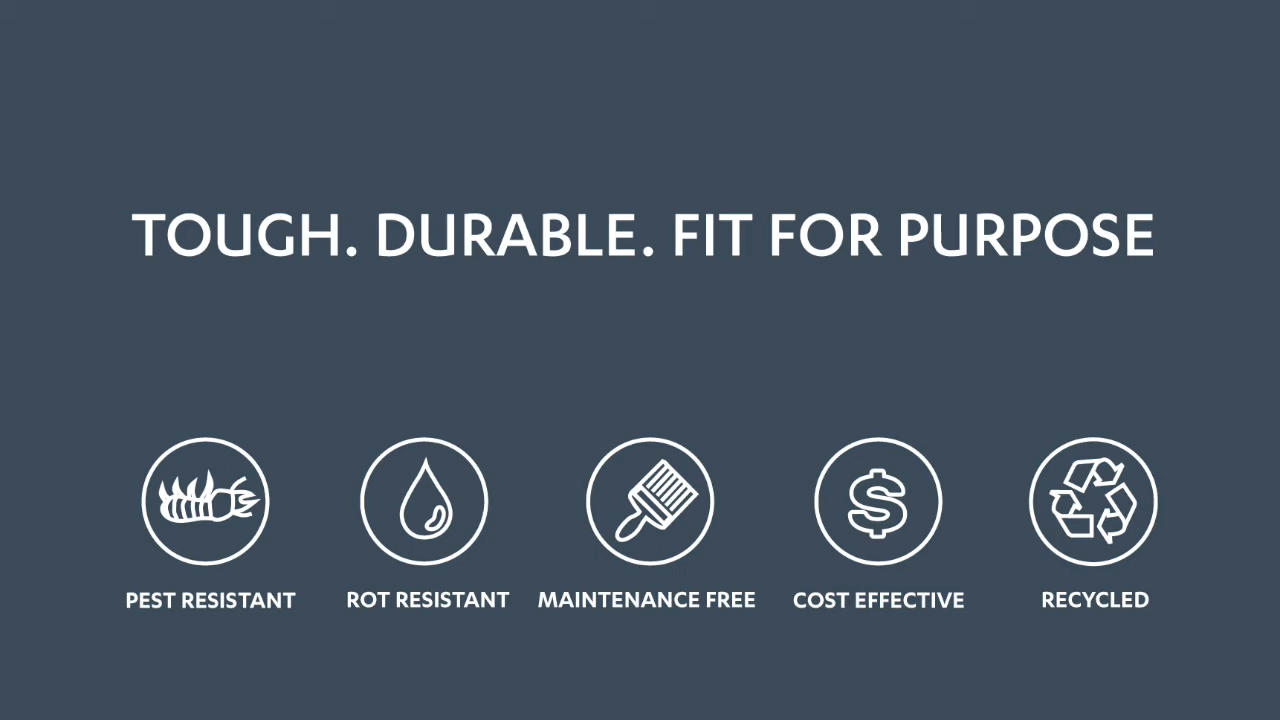 TOUGH. DURABLE. FIT FOR PURPOSE
PEST RESISTANT
ROT RESISTANT
MAINTENANCE FREE
COST EFFECTIVE
RECYCLED